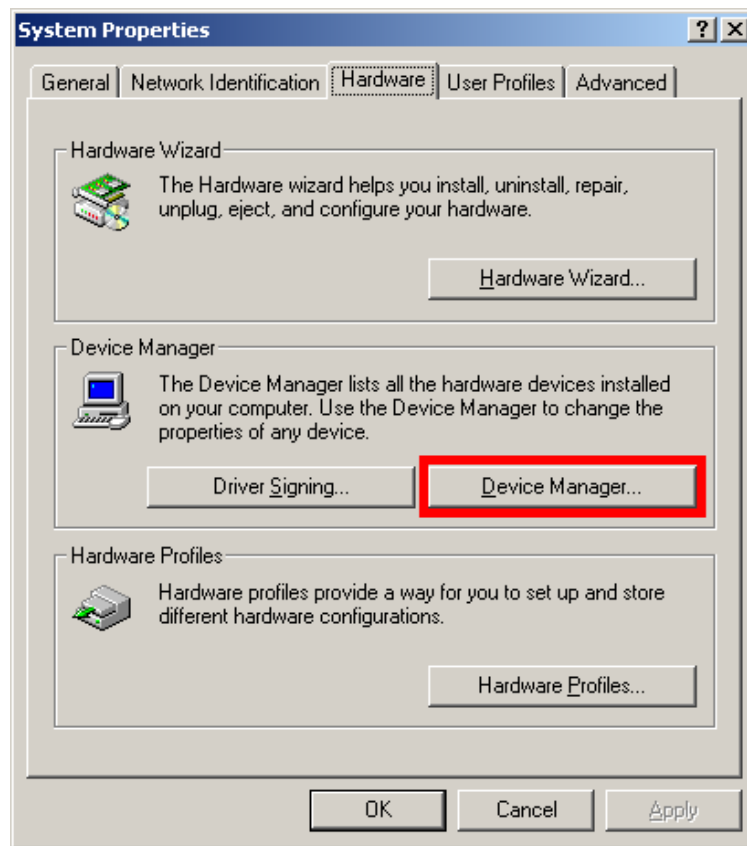 System Properties
General Network Identification Hardware User Profiles Advanced
Hardware Wizard
The Hardware wizard helps you install, uninstall, repair,
unplug, eject, and configure your hardware.
Hardware Wizard...
Device Manager
The Device Manager lists all the hardware devices installed
on your computer. Use the Device Manager to change the
properties of any device.
Driver Signing... Device Manager...
Hardware Profiles
Hardware profiles provide a way for you to set up and store
different hardware configurations.
Hardware Profiles...
OK Cancel Apply